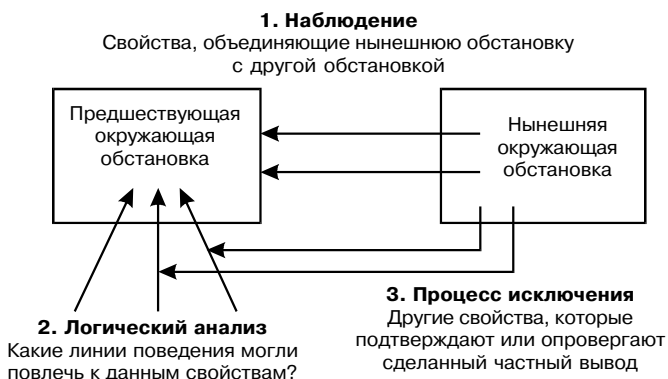 1. Наблюдение
Свойства, объединяющие нынешнюю обстановку
с другой обстановкой
Предшествующая
окружающая
обстановка
Нынешняя
окружающая
обстановка
2. Логический анализ
Какие линии поведения могли
повлечь к данным свойствам?
3. Процесс исключения
Другие свойства, которые
подтверждают или опровергают
сделанный частный вывод